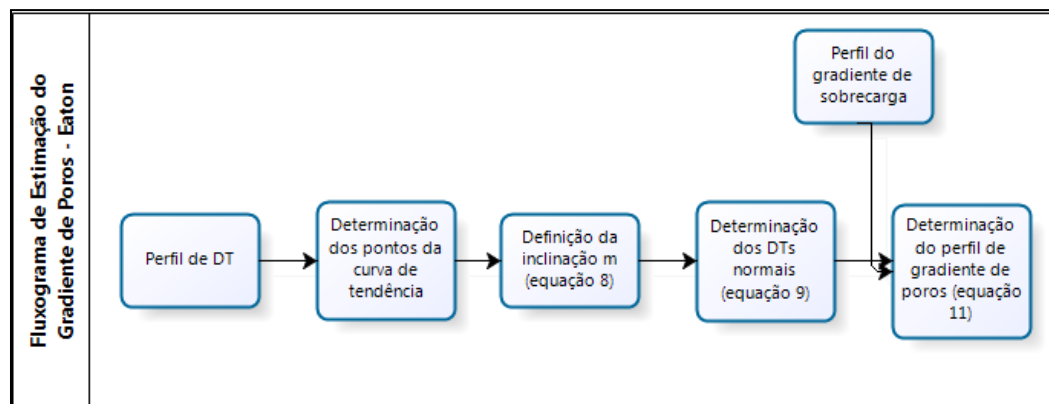 Fluxograma de Estimação do
Gradiente de Poros - Eaton
Perfil do
gradiente de
sobrecarga
Perfil de DT
Determinação
dos pontos da
curva de
tendência
Definição da
inclinação m
(equação 8)
Determinação
dos DTs
normais
(equação 9)
Determinação
do perfil de
gradiente de
poros (equação
11)